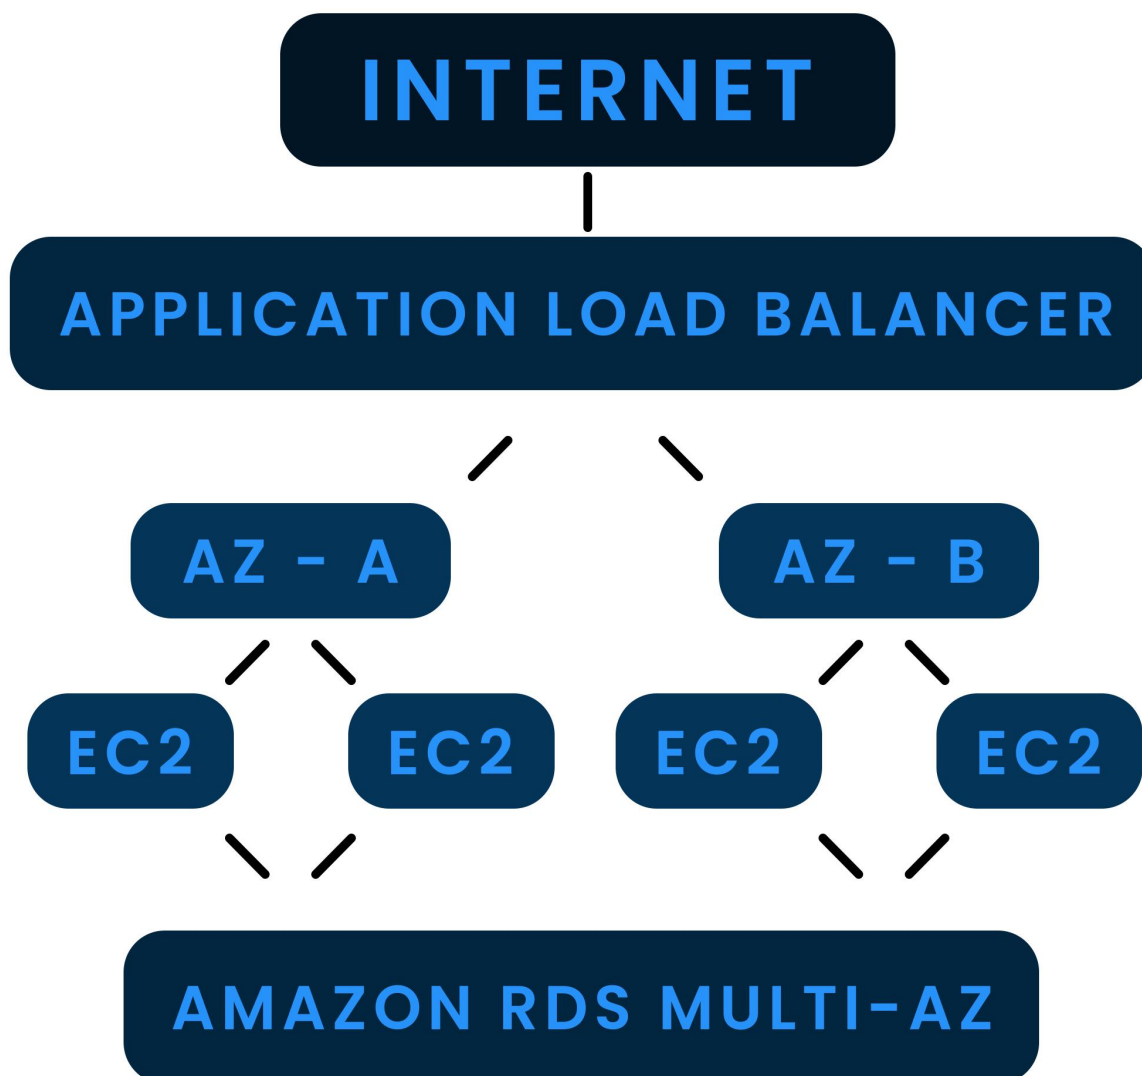 INTERNET
APPLICATION LOAD BALANCER
AZ - A
AZ - B
EC2
EC2
EC2
EC2
AMAZON RDS MULTI-AZ